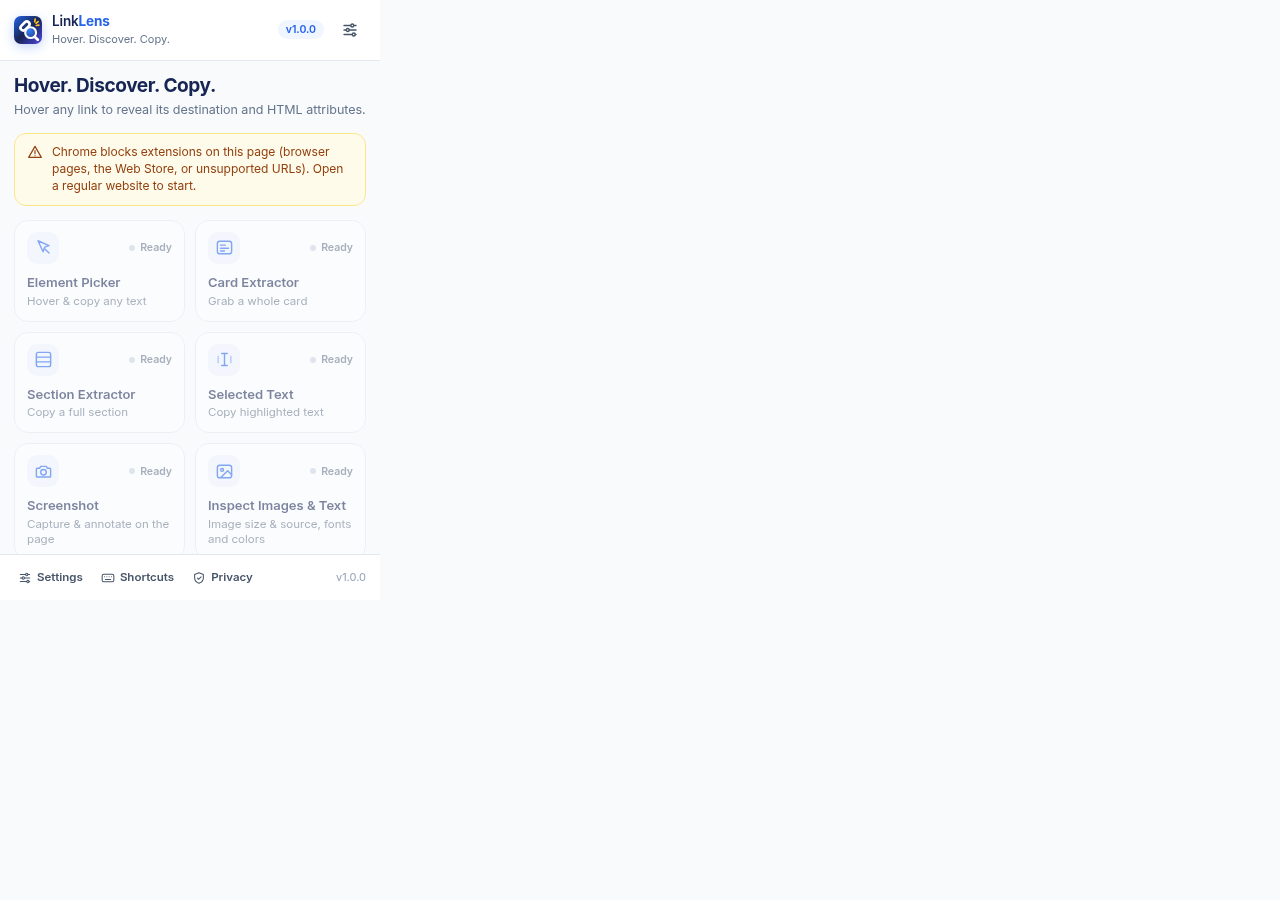 LinkLens
Hover. Discover. Copy.
v1.0.0
Hover. Discover. Copy.
Hover any link to reveal its destination and HTML attributes.
Chrome blocks extensions on this page (browser
pages, the Web Store, or unsupported URLs). Open
a regular website to start.
Ready
Element Picker
Hover & copy any text
Ready
Card Extractor
Grab a whole card
Ready
Section Extractor
Copy a full section
Ready
Selected Text
Copy highlighted text
Ready
Screenshot
Capture & annotate on the
page
Ready
Inspect Images & Text
Image size & source, fonts
and colors
Settings
Shortcuts
Privacy
v1.0.0